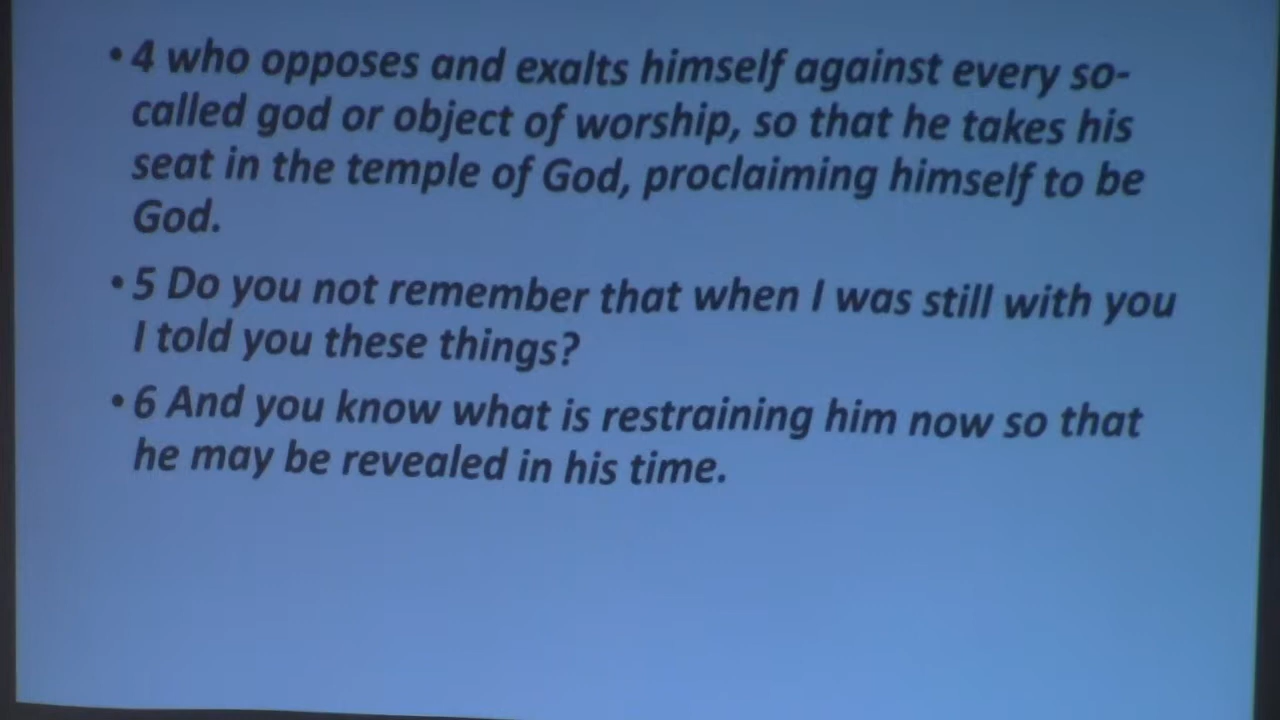 • 4 who opposes and exalts himself against every so-
called god or object of worship, so that he takes his
seat in the temple of God, proclaiming himself to be
God.
• 5 Do you not remember that when I was still with you
I told you these things?
• 6 And you know what is restraining him now so that
he may be revealed in his time.